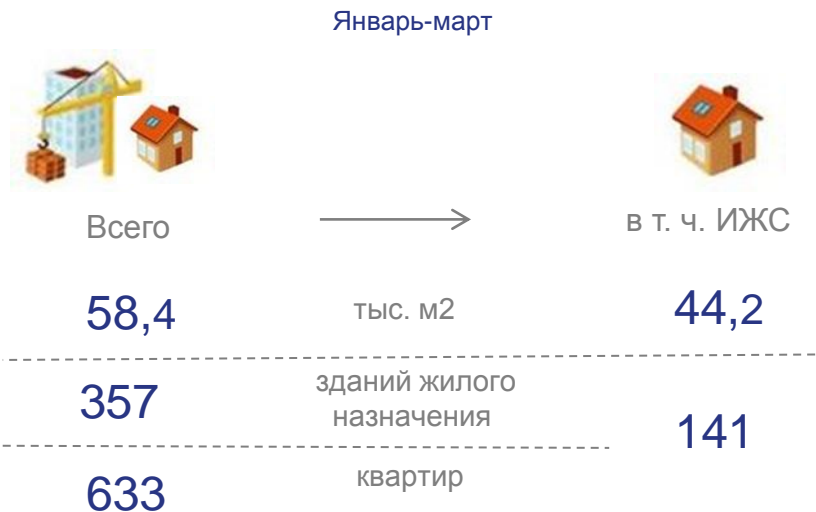 Январь-март
Всего
в т. ч. ИЖС
58,4
тыс. м2
44,2
357
зданий жилого
назначения
141
633
квартир